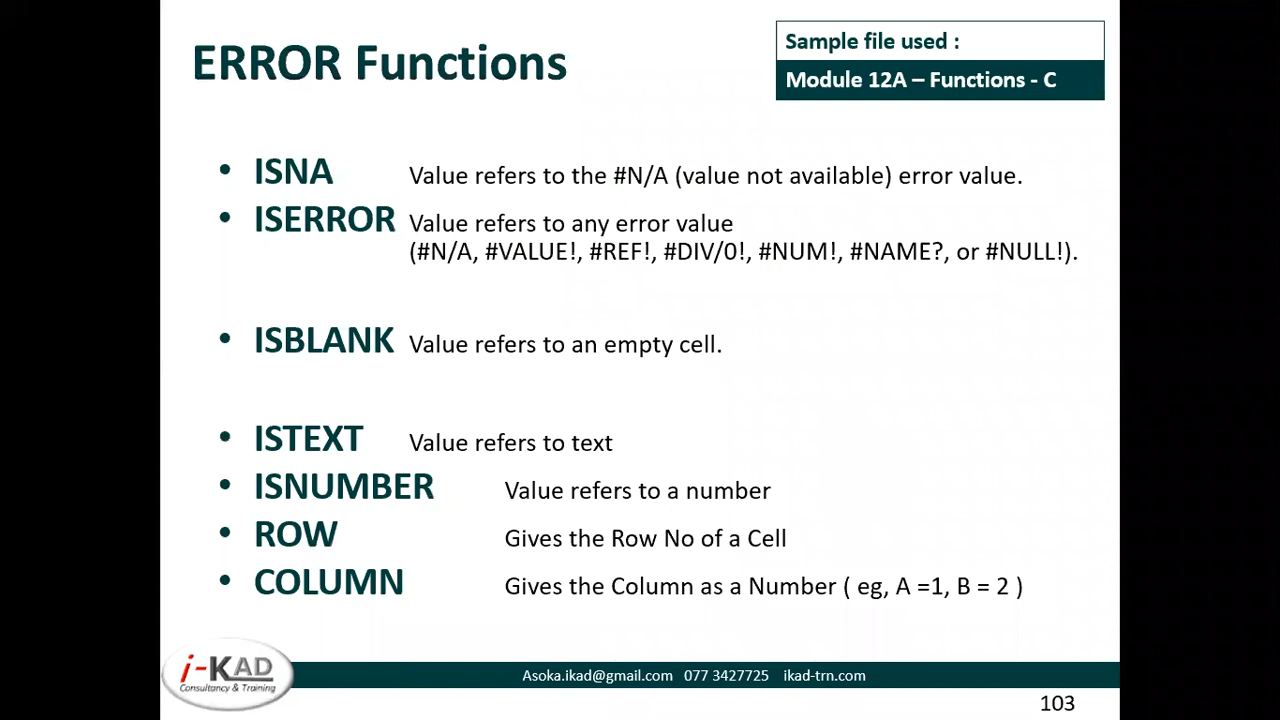 ERROR Functions
Sample file used :
Module 12A – Functions - C
• ISNA Value refers to the #N/A (value not available) error value.
• ISERROR Value refers to any error value
(#N/A, #VALUE!, #REF!, #DIV/0!, #NUM!, #NAME?, or #NULL!).
• ISBLANK Value refers to an empty cell.
• ISTEXT Value refers to text
• ISNUMBER Value refers to a number
• ROW Gives the Row No of a Cell
• COLUMN Gives the Column as a Number ( eg, A =1, B = 2 )
i-KAD
Consultancy & Training
Asoka.ikad@gmail.com 077 3427725 ikad-trn.com
103